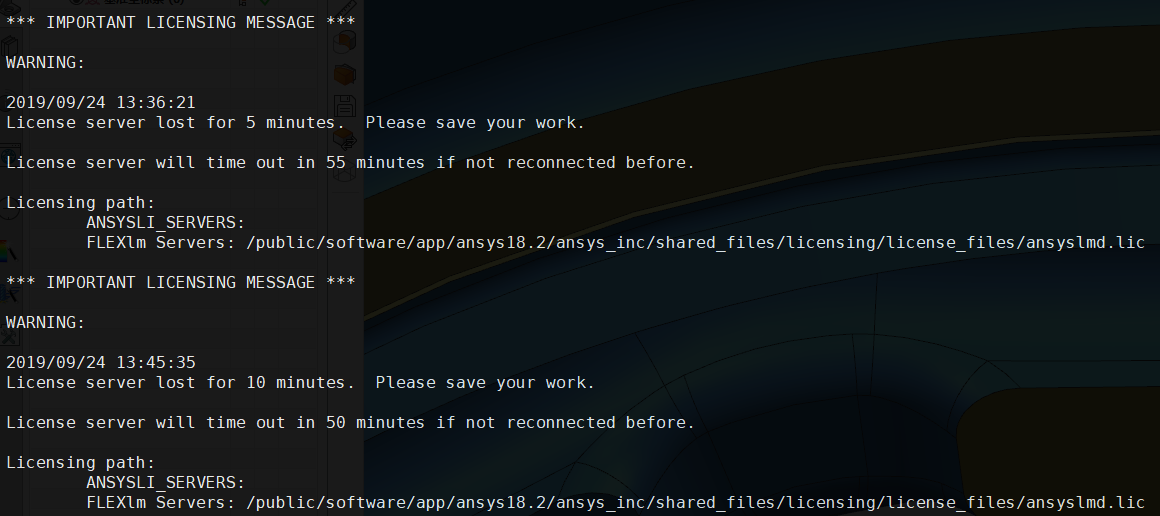 *** IMPORTANT LICENSING MESSAGE ***
WARNING:
2019/09/24 13:36:21
License server lost for 5 minutes.  Please save your work.
License server will time out in 55 minutes if not reconnected before.
Licensing path:
ANSYSLI_SERVERS:
FLEXlm Servers: /public/software/app/ansys18.2/ansys_inc/shared_files/licensing/license_files/ansyslmd.lic
*** IMPORTANT LICENSING MESSAGE ***
WARNING:
2019/09/24 13:45:35
License server lost for 10 minutes.  Please save your work.
License server will time out in 50 minutes if not reconnected before.
Licensing path:
ANSYSLI_SERVERS:
FLEXlm Servers: /public/software/app/ansys18.2/ansys_inc/shared_files/licensing/license_files/ansyslmd.lic